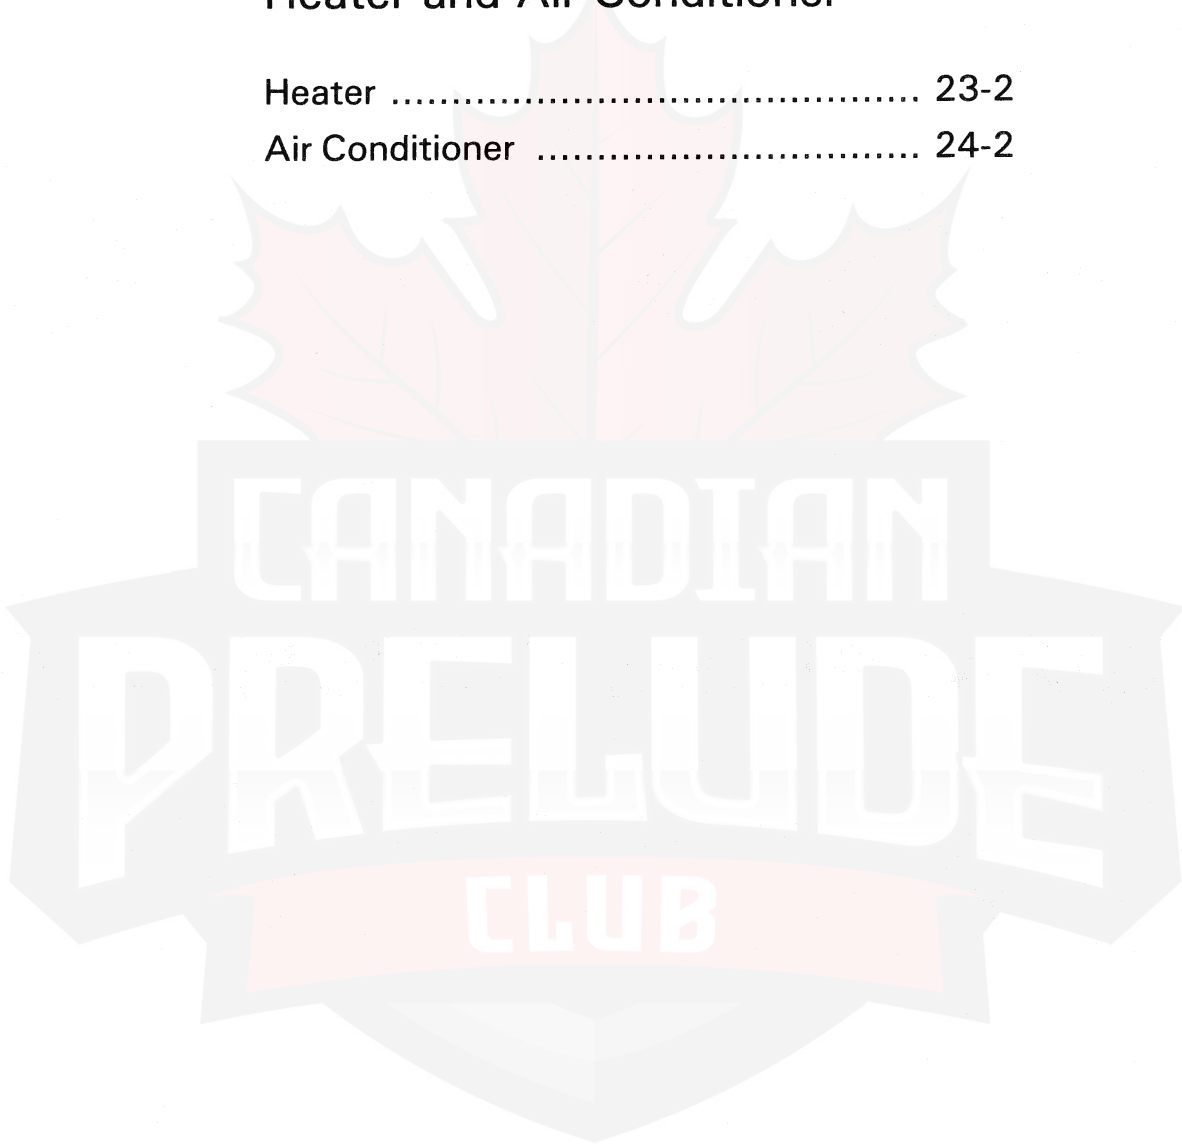 Heater and Air Conditioner
Heater ............................................ 23-2
Air Conditioner ................................ 24-2
CANADIAN
PRELUDE
CLUB